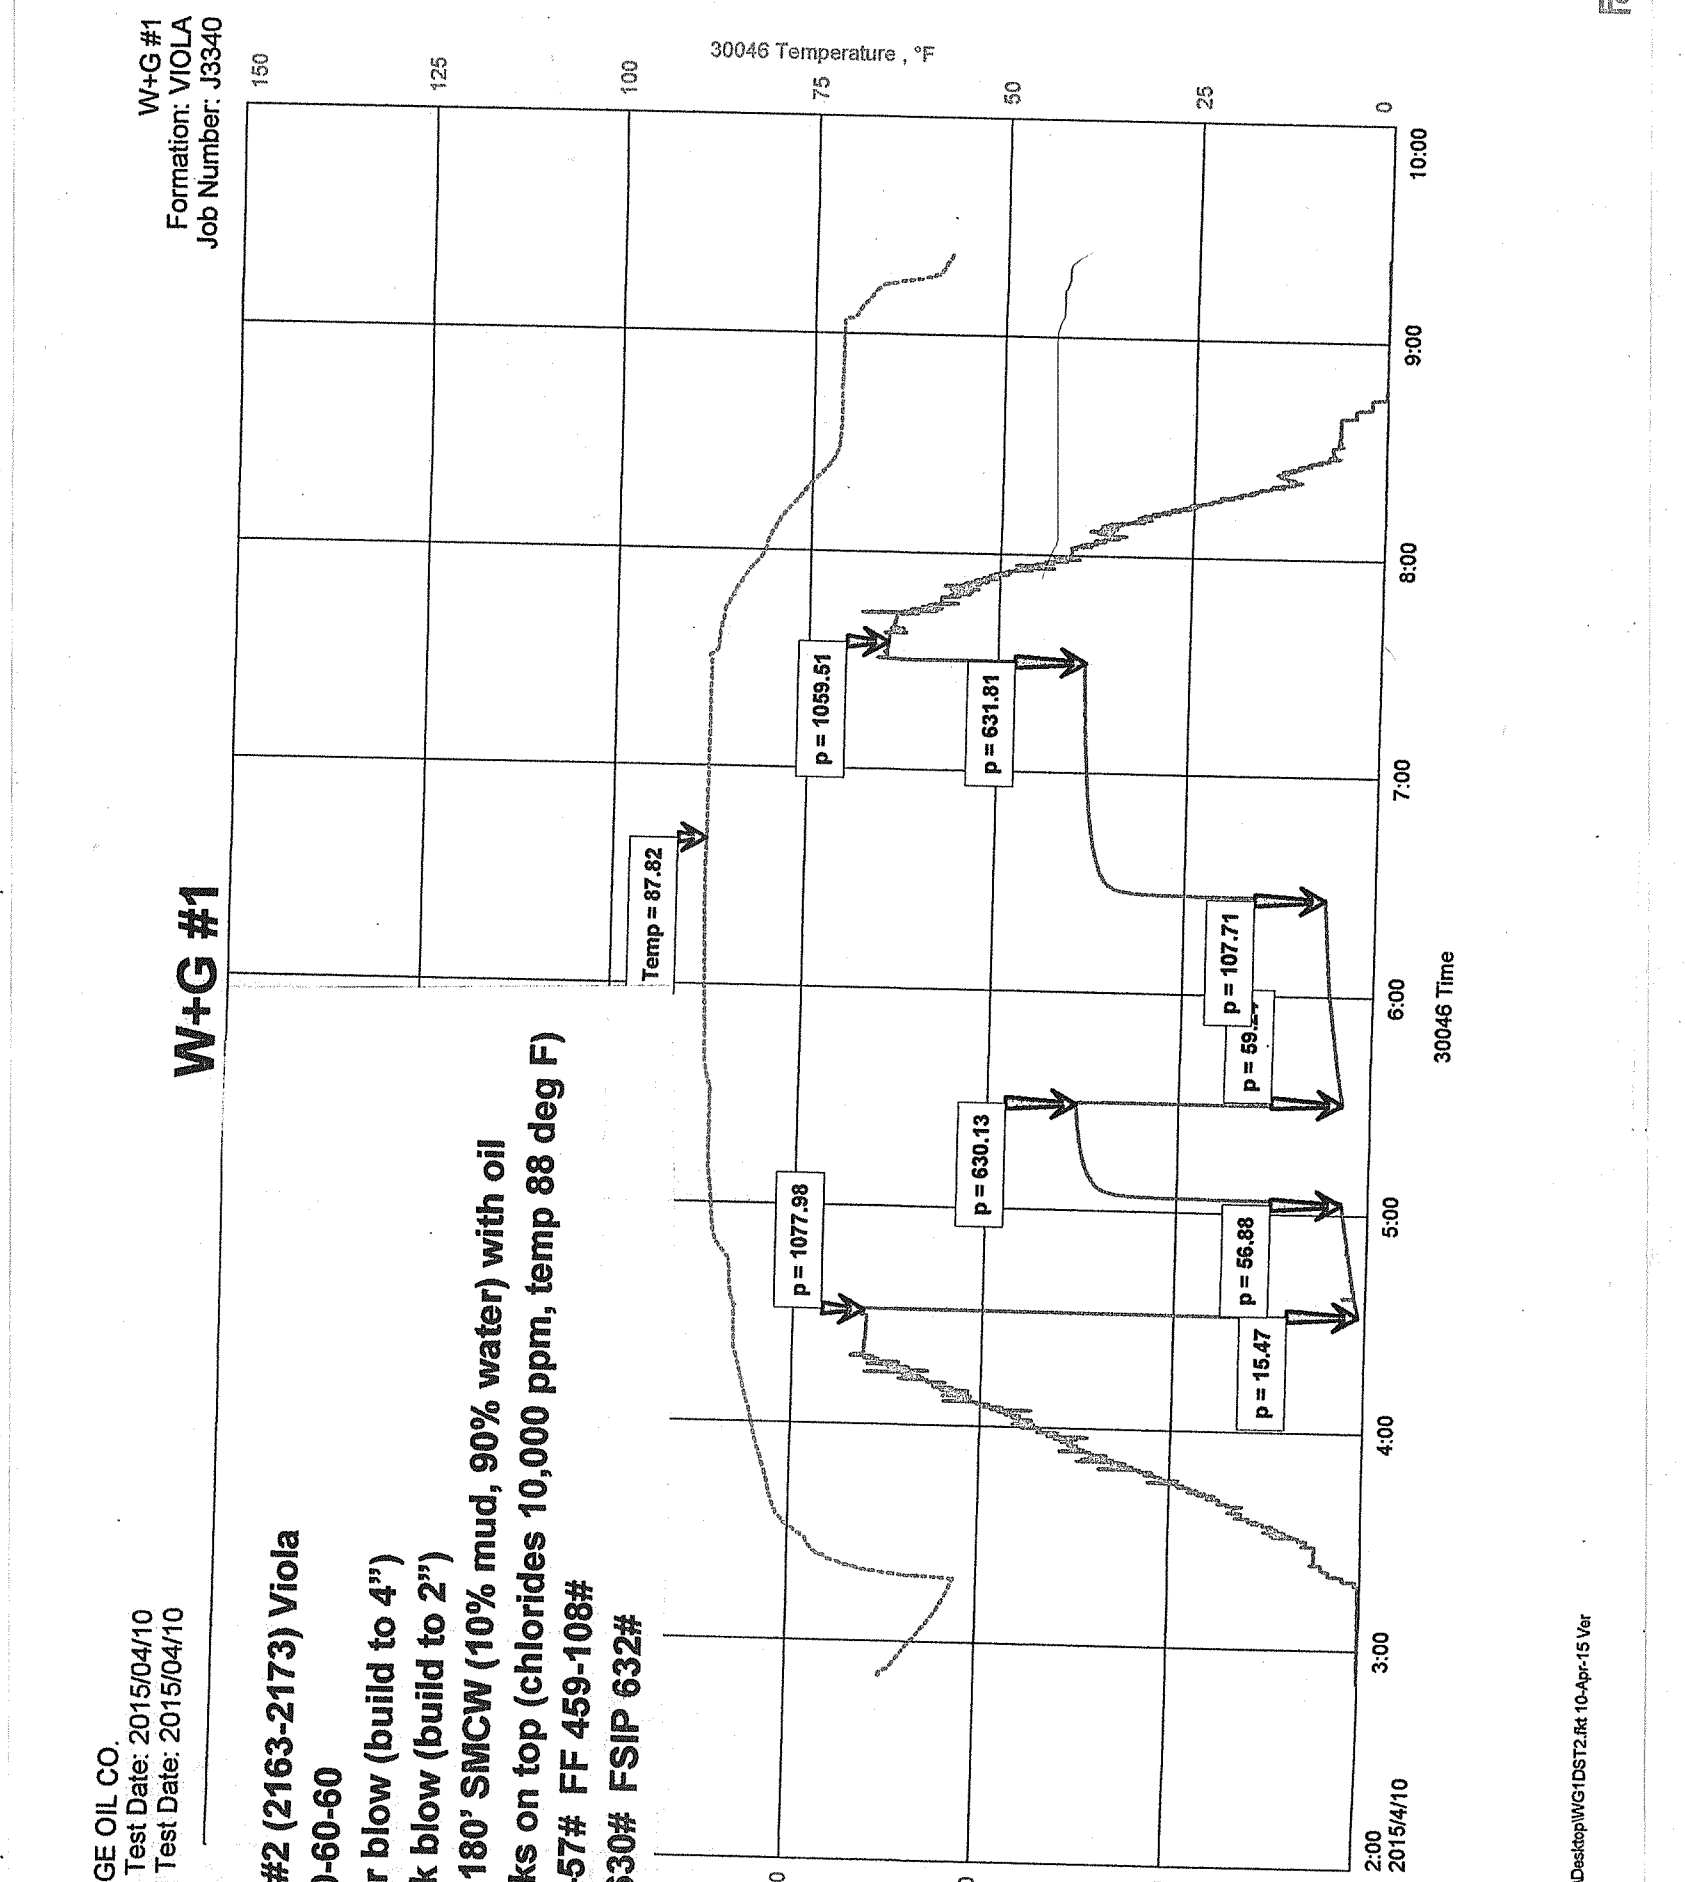 GE OIL CO.
Test Date: 2015/04/10
Test Date: 2015/04/10
W+G #1
W+G #1
Formation: VIOLA
Job Number: J3340
#2 (2163-2173) Viola
-60-60
r blow (build to 4”)
k blow (build to 2”)
180’ SMCW (10% mud, 90% water) with oil
ks on top (chlorides 10,000 ppm, temp 88 deg F)
-57# FF 459-108#
630# FSIP 632#
150
125
100
75
50
25
0
30046 Temperature , °F
Temp = 87.82
p = 1077.98
p = 15.47
p = 56.88
p = 630.13
p = 59.
p = 107.71
p = 631.81
p = 1059.51
2:00
3:00
4:00
5:00
6:00
7:00
8:00
9:00
10:00
2015/4/10
30046 Time
\Desktop\WG1DST2.fkt 10-Apr-15 Ver